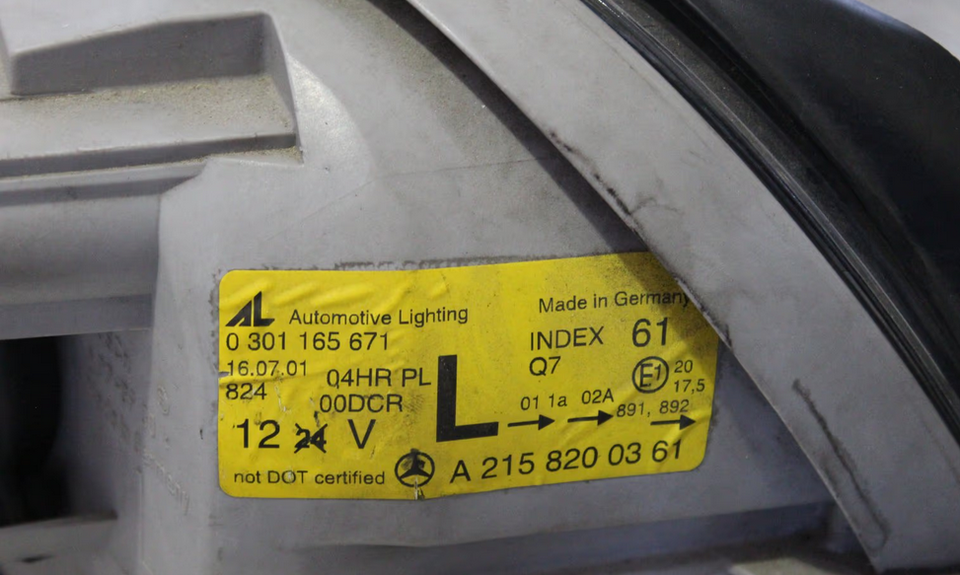 AL Automotive Lighting
Made in Germany
0 301 165 671
INDEX 61
16.07.01
Q7
824
04HR PL
00DCR
L
E1
20
17,5
01 1a 02A 891, 892
12 24 V
not DOT certified
A 215 820 03 61